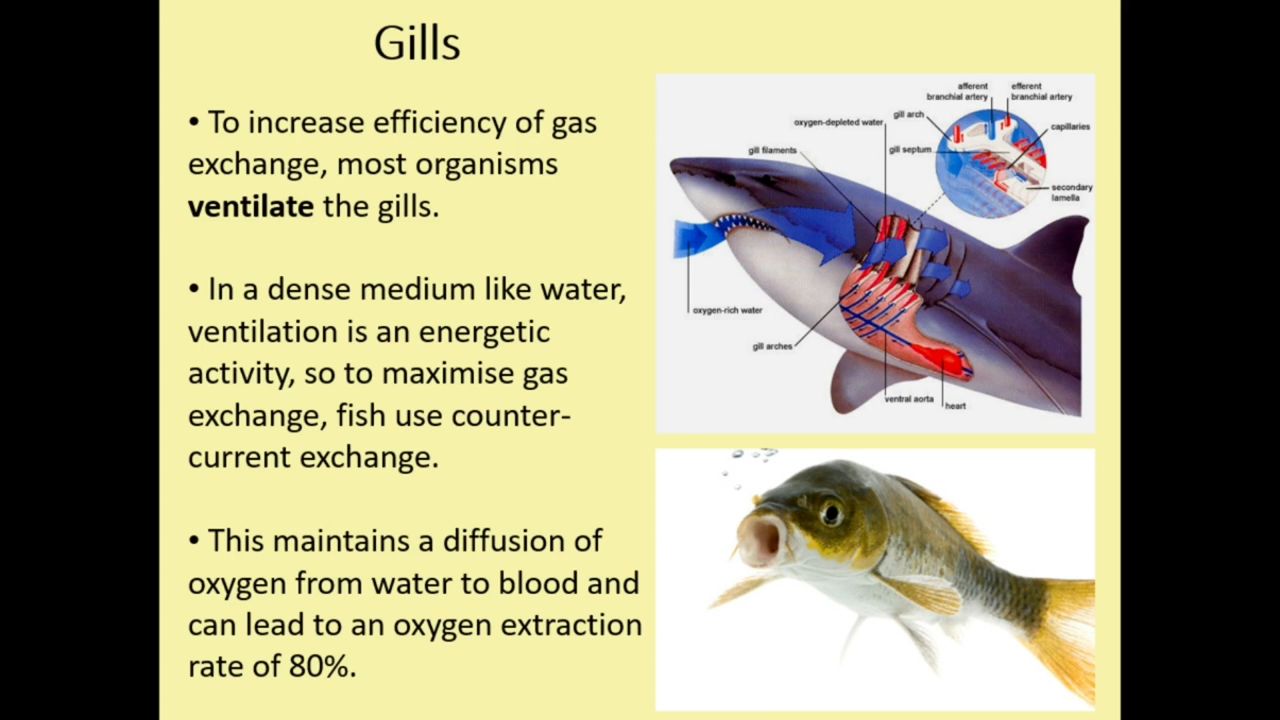 Gills
• To increase efficiency of gas
exchange, most organisms
ventilate the gills.
• In a dense medium like water,
ventilation is an energetic
activity, so to maximise gas
exchange, fish use counter-
current exchange.
• This maintains a diffusion of
oxygen from water to blood and
can lead to an oxygen extraction
rate of 80%.
afferent
branchial artery
efferent
branchial artery
gill arch
oxygen-depleted water
capillaries
gill filaments
gill septum
secondary
lamella
oxygen-rich water
gill arches
ventral aorta
heart